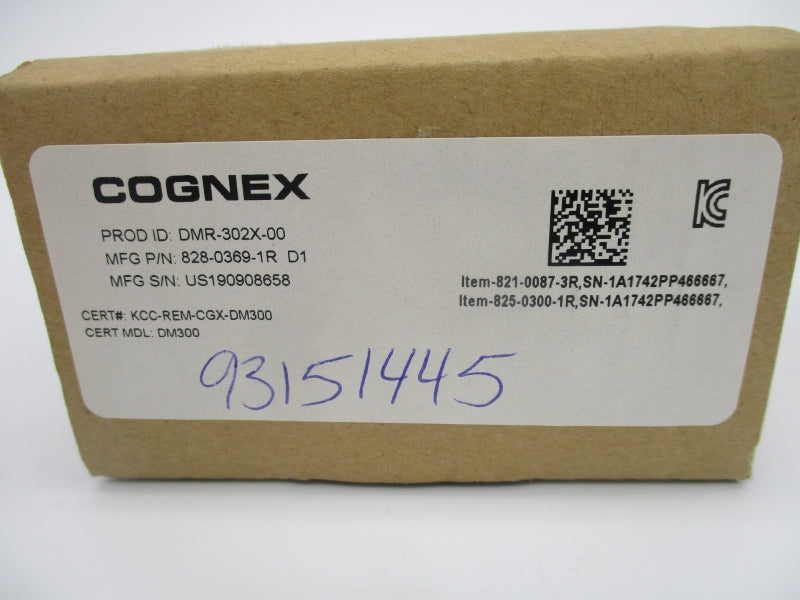 COGNEX
PROD ID: DMR-302X-00
MFG P/N: 828-0369-1R D1
MFG S/N: US190908658
CERT#: KCC-REM-CGX-DM300
CERT MDL: DM300
Item-821-0087-3R,SN-1A1742PP466667,
Item-825-0300-1R,SN-1A1742PP466667,
93151445